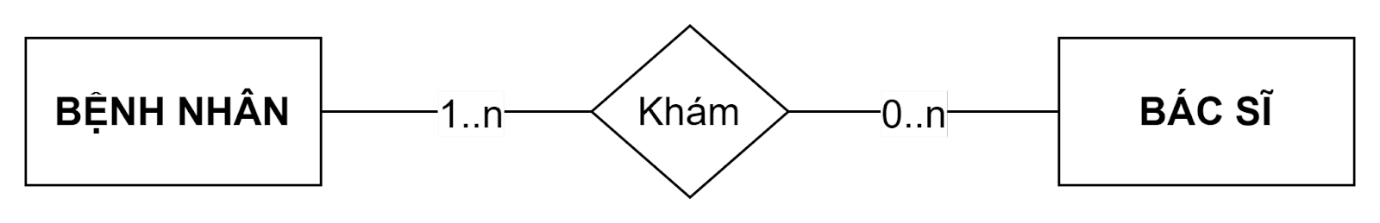 BỆNH NHÂN 1..n Khám 0..n BÁC SĨ